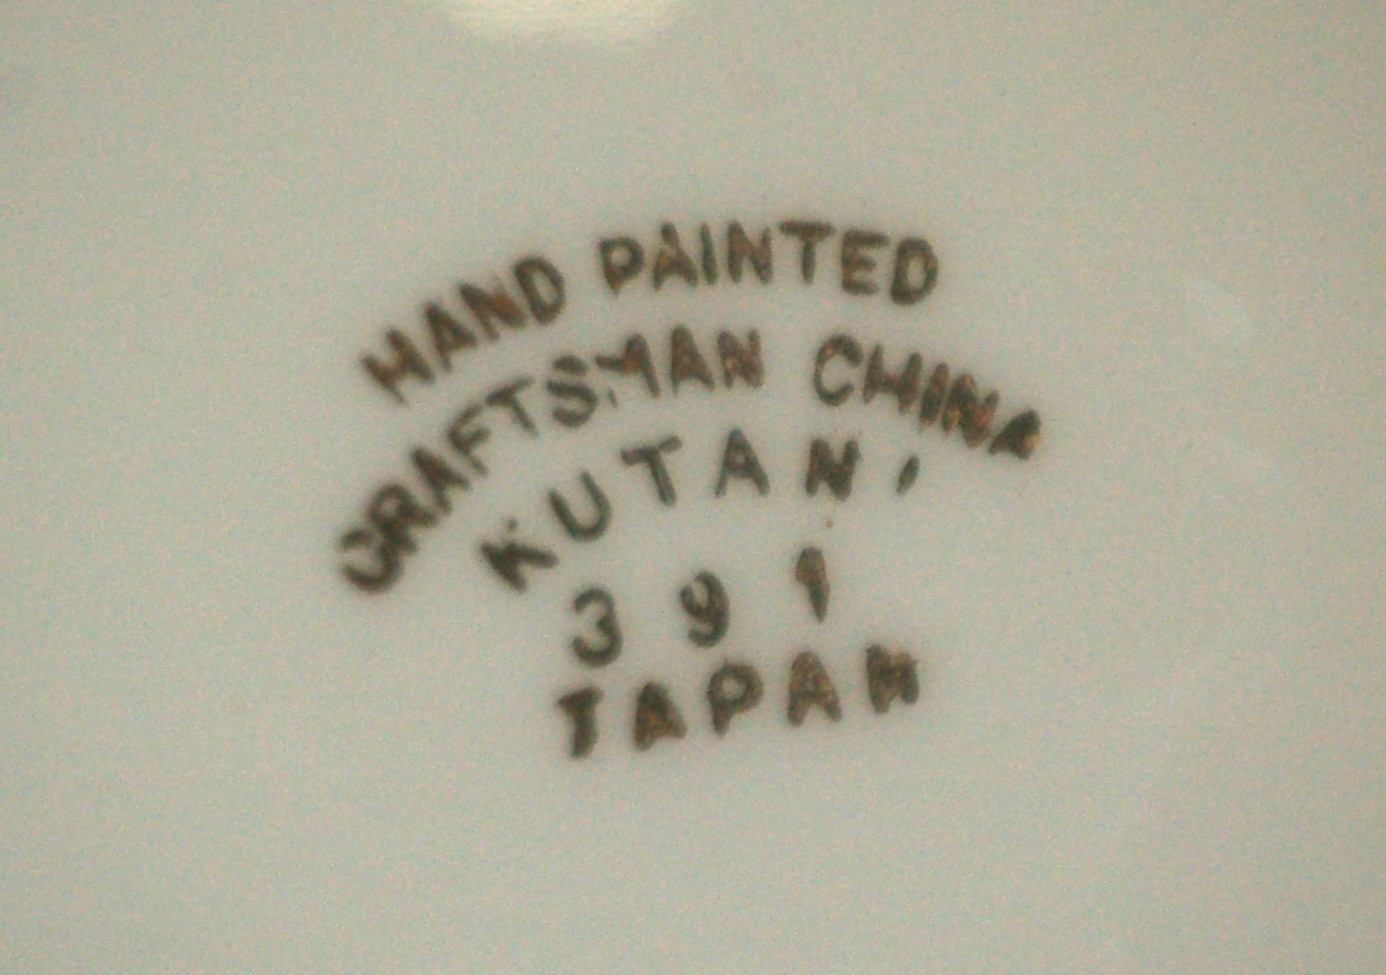 HAND PAINTED
CRAFTSMAN CHINA
KUTANI
391
JAPAN